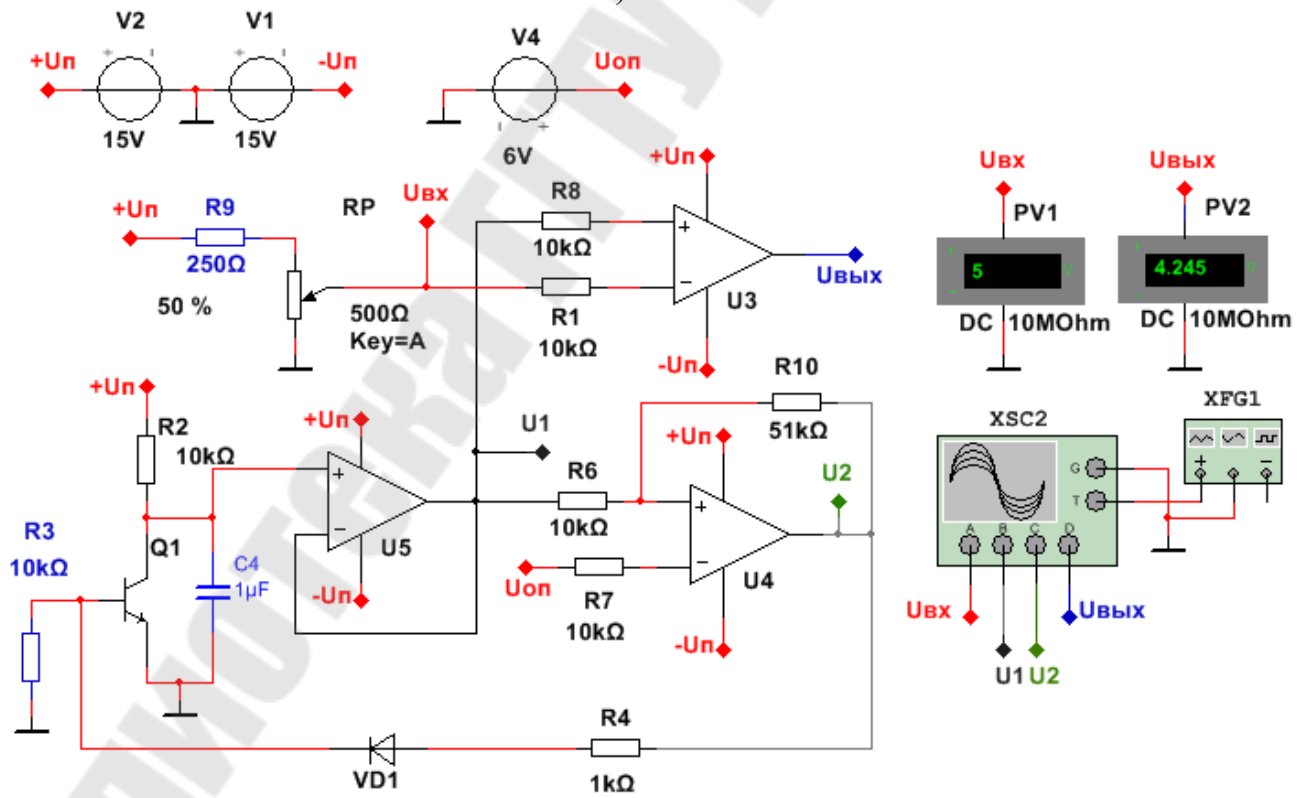 V2
V1
V4
+Uп
-Uп
Uоп
15V
15V
6V
+Uп
Uвх
Uвх
Uвых
+Uп
R9
RP
R8
PV1
PV2
250Ω
10kΩ
Uвых
5
V
4.245
V
50 %
500Ω
Key=A
R1
10kΩ
U3
DC 10MOhm
DC 10MOhm
-Uп
R10
+Uп
XFG1
R2
10kΩ
+Uп
U1
51kΩ
+Uп
XSC2
R3
10kΩ
R6
10kΩ
U2
G
T
Q1
C4
1µF
U5
U4
A B C D
-Uп
Uоп
R7
10kΩ
-Uп
Uвх
Uвых
U1 U2
R4
VD1
1kΩ